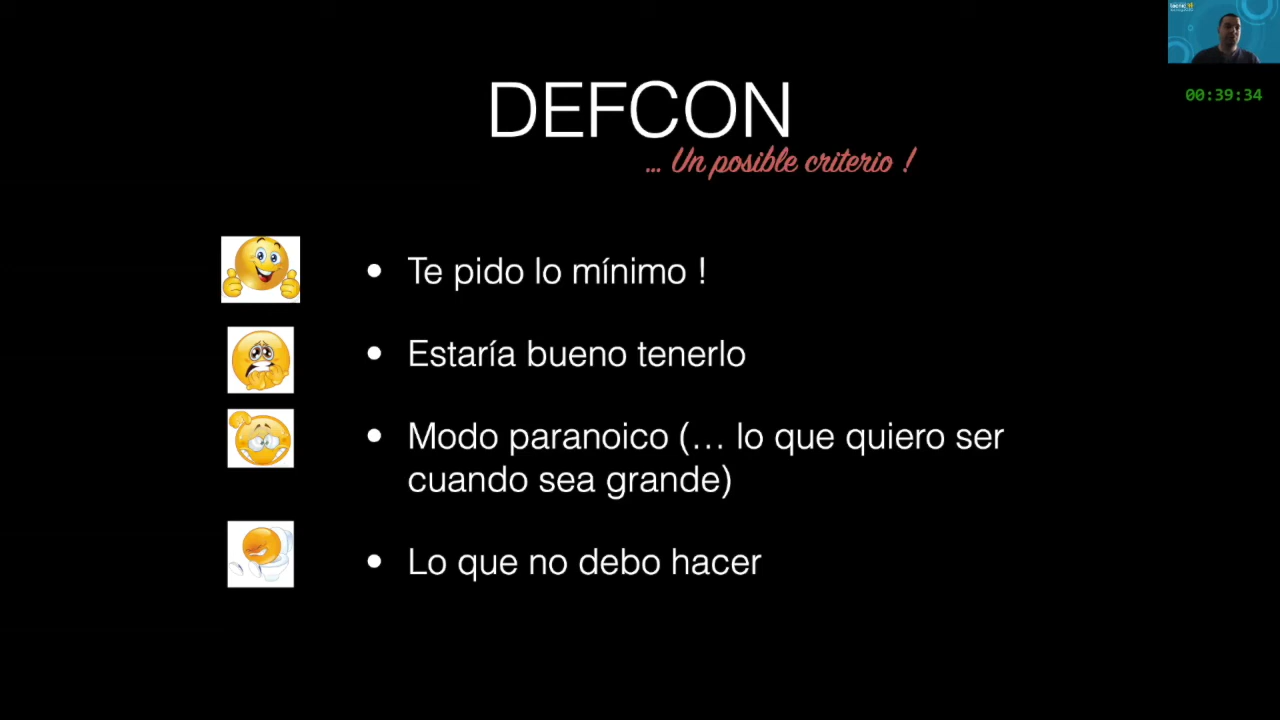 DEFCON
... Un posible criterio !
00:39:34
• Te pido lo mínimo !
• Estaría bueno tenerlo
• Modo paranoico (… lo que quiero ser
cuando sea grande)
• Lo que no debo hacer